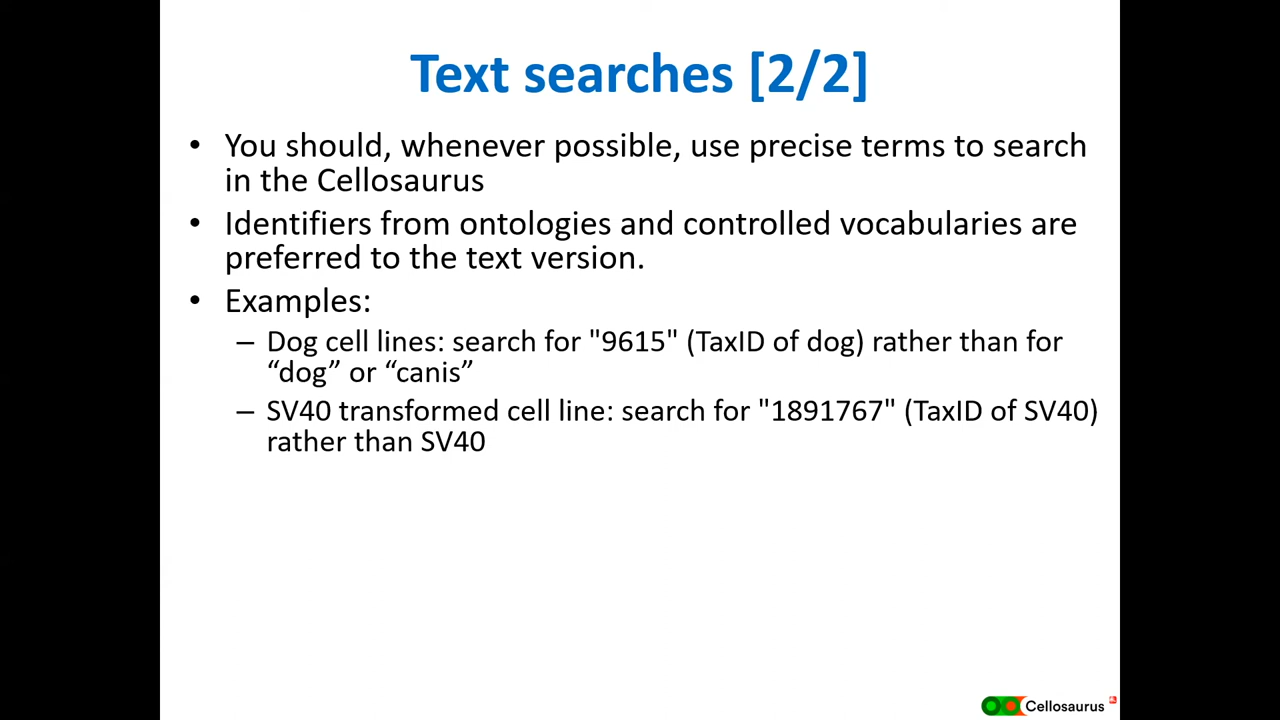 Text searches [2/2]
• You should, whenever possible, use precise terms to search
in the Cellosaurus
• Identifiers from ontologies and controlled vocabularies are
preferred to the text version.
• Examples:
– Dog cell lines: search for "9615" (TaxID of dog) rather than for
“dog” or “canis”
– SV40 transformed cell line: search for "1891767" (TaxID of SV40)
rather than SV40
Cellosaurus